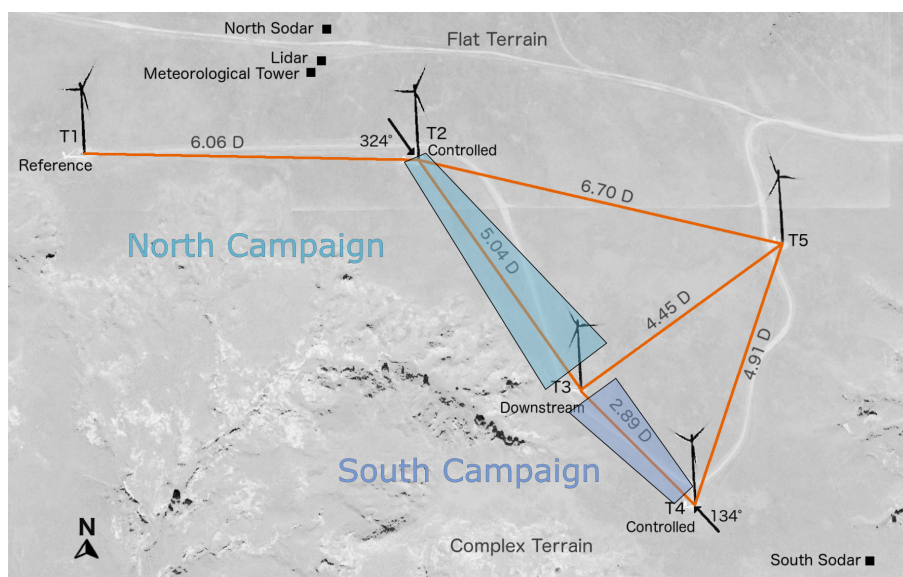 North Sodar
Flat Terrain
Lidar
Meteorological Tower
T1
6.06 D
324°
T2
Reference
Controlled
6.70 D
North Campaign
5.04 D
T5
4.45 D
4.91 D
T3
Downstream
2.89 D
South Campaign
T4
134°
Controlled
N
Complex Terrain
South Sodar